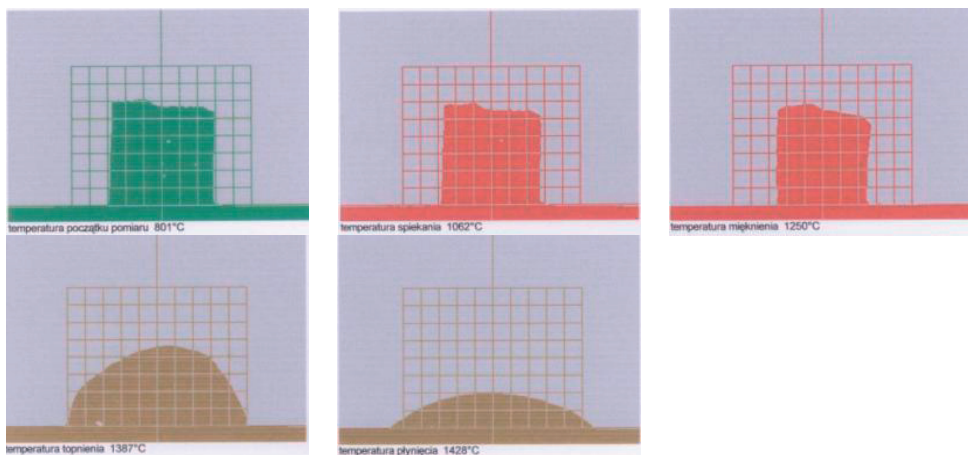 temperatura początku pomiaru 801°C
temperatura spiekania 1062°C
temperatura mięknienia 1250°C
temperatura topnienia 1387°C
temperatura płynięcia 1428°C